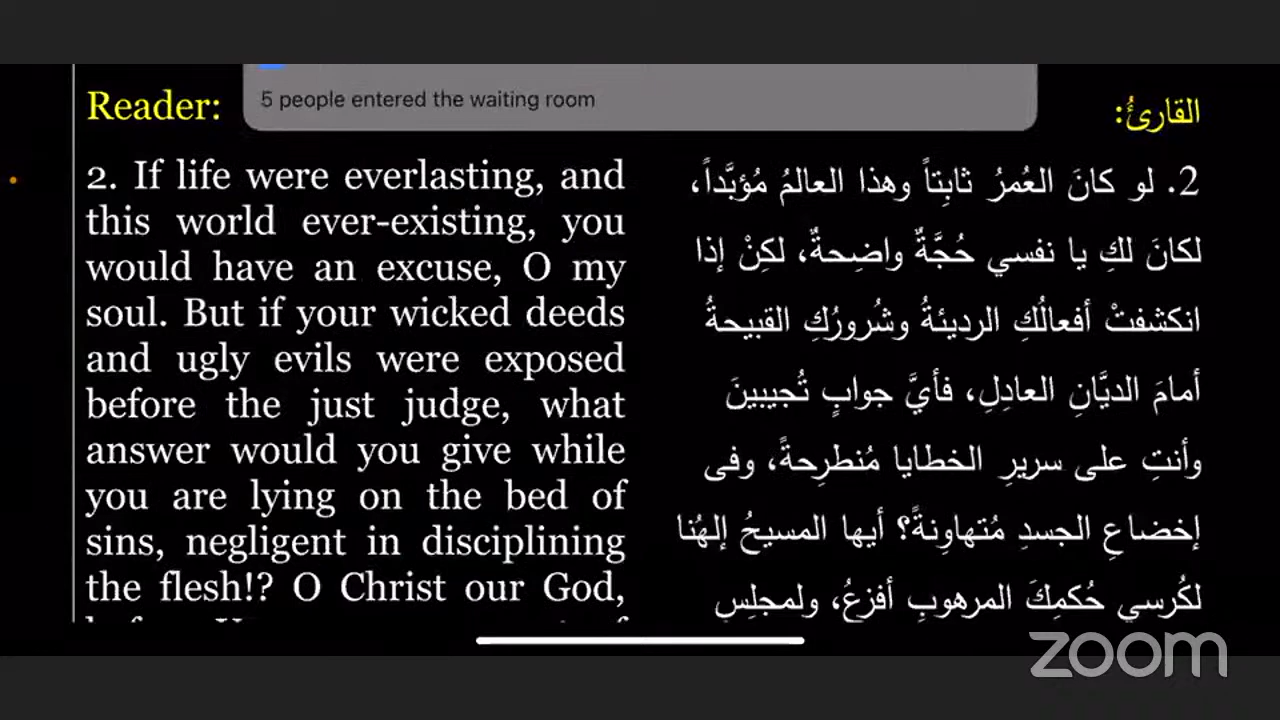 5 people entered the waiting room
Reader:
2. If life were everlasting, and
this world ever-existing, you
would have an excuse, O my
soul. But if your wicked deeds
and ugly evils were exposed
before the just judge, what
answer would you give while
you are lying on the bed of
sins, negligent in disciplining
the flesh!? O Christ our God,
القارئُ:
2. لو كانَ العُمرُ ثابِتاً وهذا العالمُ مُؤبَّداً،
لكانَ لكِ يا نفسي حُجَّةٌ واضِحةٌ، لكِنْ إذا
انكشفتْ أفعالُكِ الرديئةُ وشُرورُكِ القبيحةُ
أمامَ الديَّانِ العادِلِ، فأيَّ جوابٍ تُجيبينَ
وأنتِ على سريرِ الخطايا مُنطرِحةً، وفى
إخضاعِ الجسدِ مُتهاوِنةً؟ أيها المسيحُ إلهُنا
لكُرسي حُكمِكَ المرهوبِ أفزعُ، ولمجلِسِ
zoom